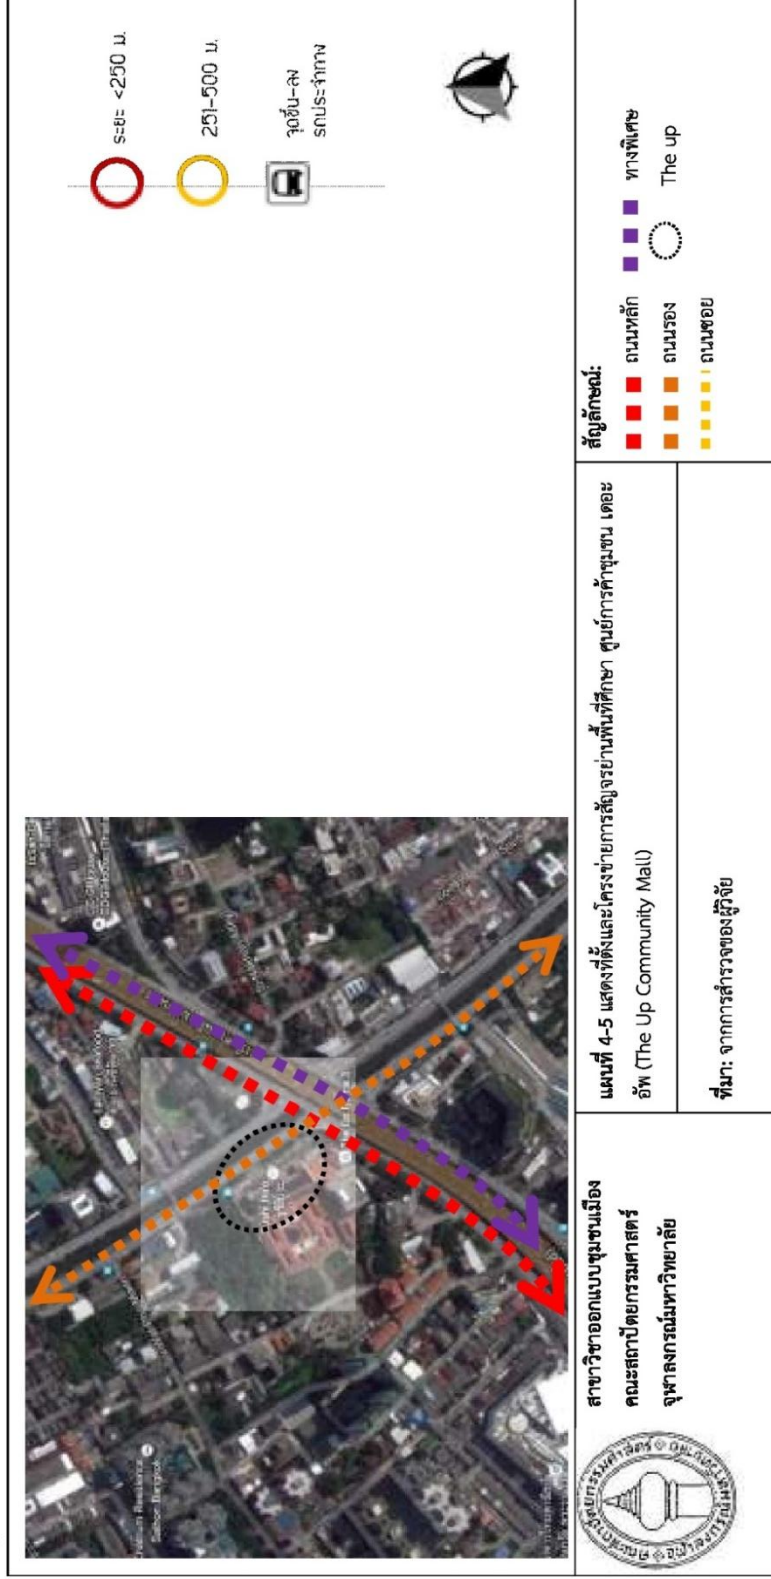 ระยะ <250 ม.
251-500 ม.
จุดขึ้น-ลง
รถประจำทาง
Chatrium Residence
Sathon Bangkok
สาขาวิชาออกแบบชุมชนเมือง
คณะสถาปัตยกรรมศาสตร์
จุฬาลงกรณ์มหาวิทยาลัย
แผนที่ 4-5 แสดงที่ตั้งและโครงข่ายการสัญจรย่านพื้นที่ศึกษา ศูนย์การค้าชุมชน เดอะ
อัพ (The Up Community Mall)
ที่มา: จากการสำรวจของผู้วิจัย
สัญลักษณ์:
ถนนหลัก
ทางพิเศษ
ถนนรอง
The up
ถนนซอย